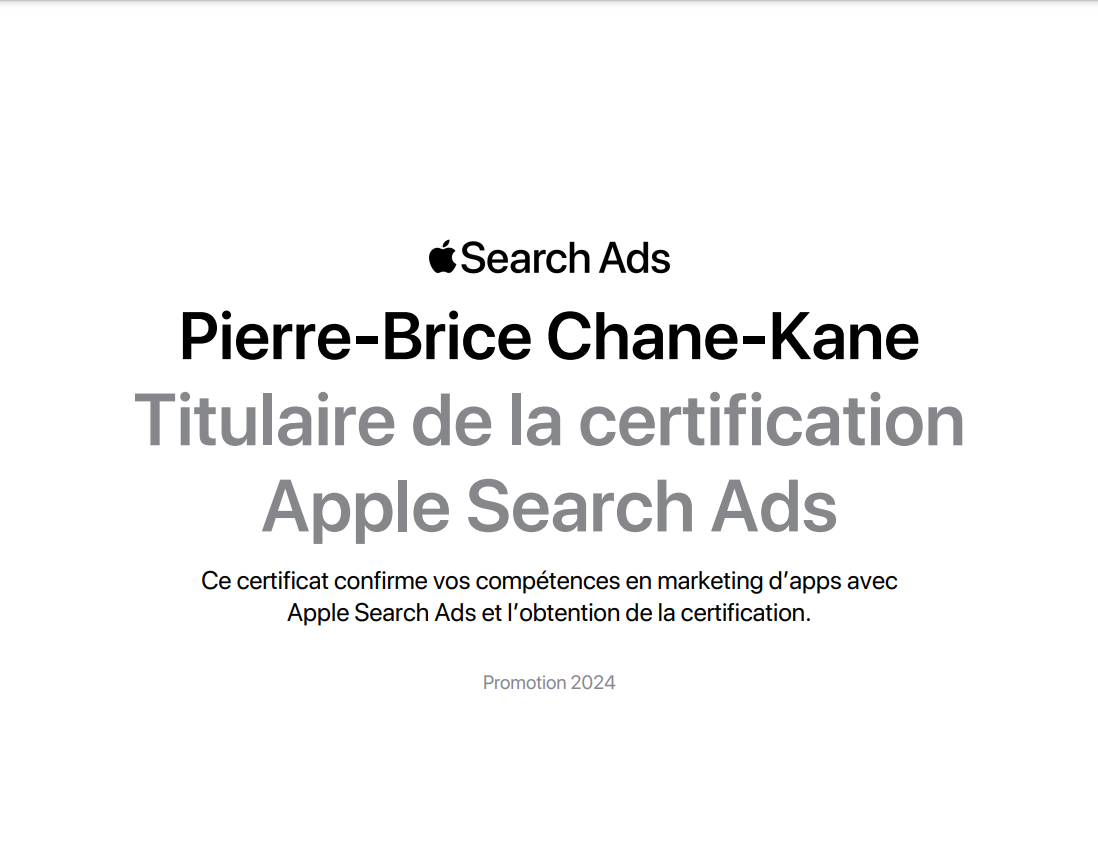 Search Ads
Pierre-Brice Chane-Kane
Titulaire de la certification
Apple Search Ads
Ce certificat confirme vos compétences en marketing d’apps avec
Apple Search Ads et l’obtention de la certification.
Promotion 2024